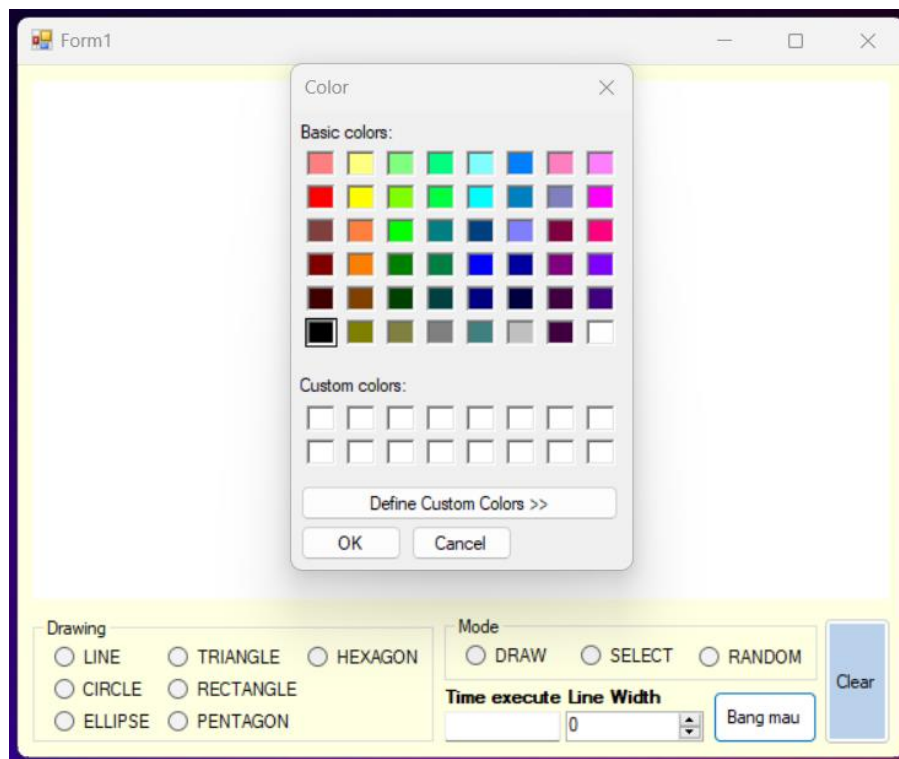 Form1
Color
Basic colors:
Custom colors:
Define Custom Colors >>
OK Cancel
Drawing
LINE TRIANGLE HEXAGON
CIRCLE RECTANGLE
ELLIPSE PENTAGON
Mode
DRAW SELECT RANDOM
Time execute Line Width
0
Bang mau
Clear